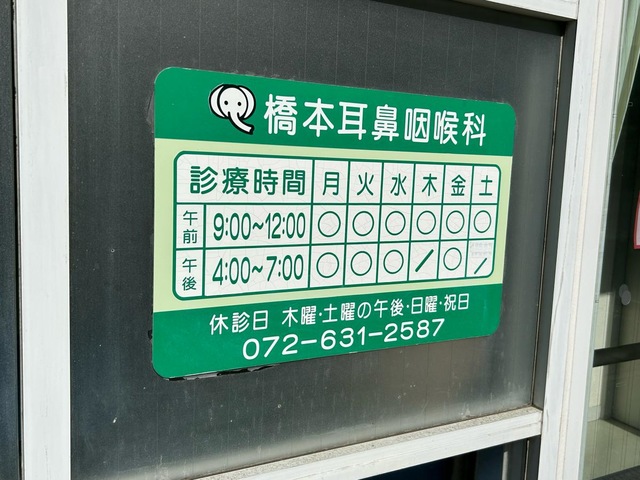 橋本耳鼻咽喉科
診療時間 月 火 水 木 金 土
午前 9:00~12:00 ○ ○ ○ ○ ○ ○
午後 4:00~7:00 ○ ○ ○ / ○ /
休診日 木曜・土曜の午後・日曜・祝日
072-631-2587